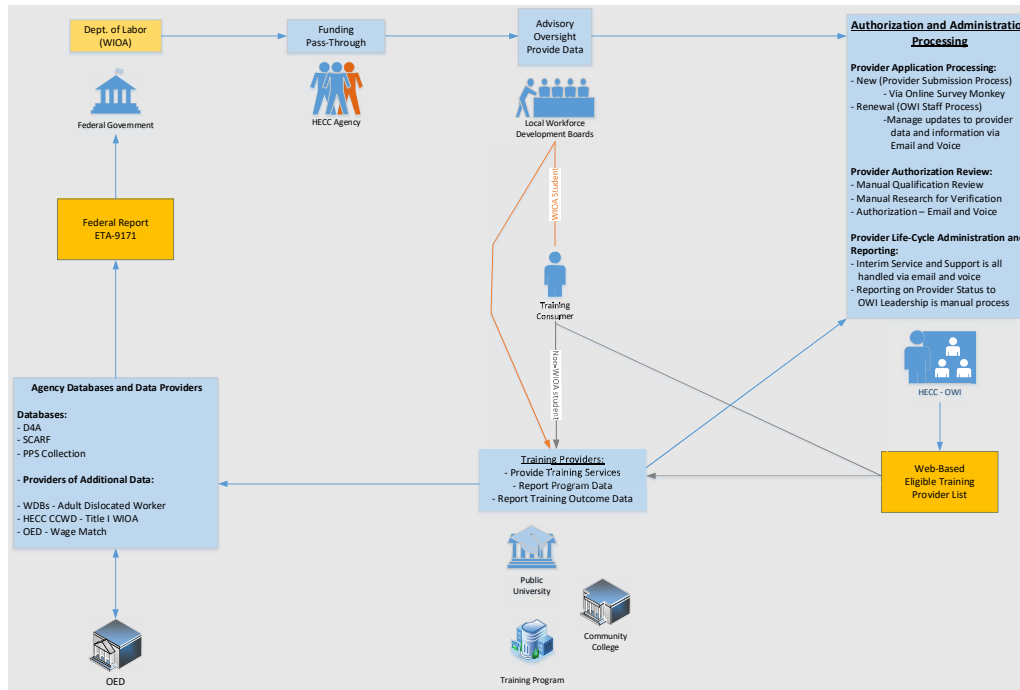 Dept. of Labor
(WIOA)
Funding
Pass-Through
Advisory
Oversight
Provide Data
Authorization and Administratio
Processing
Provider Application Processing:
- New (Provider Submission Process)
- Via Online Survey Monkey
- Renewal (OWI Staff Process)
-Manage updates to provider
data and information via
Email and Voice
Provider Authorization Review:
- Manual Qualification Review
- Manual Research for Verification
- Authorization – Email and Voice
Provider Life-Cycle Administration and
Reporting:
- Interim Service and Support is all
handled via email and voice
- Reporting on Provider Status to
OWI Leadership is manual process
Federal Government
HECC Agency
Local Workforce
Development Boards
WIOA Student
Federal Report
ETA-9171
Training
Consumer
Non-WIOA student
HECC - OWI
Agency Databases and Data Providers
Databases:
- D4A
- SCARF
- PPS Collection
- Providers of Additional Data:
- WDBs - Adult Dislocated Worker
- HECC CCWD - Title I WIOA
- OED - Wage Match
Training Providers:
- Provide Training Services
- Report Program Data
- Report Training Outcome Data
Web-Based
Eligible Training
Provider List
Public
University
Community
College
Training Program
OED